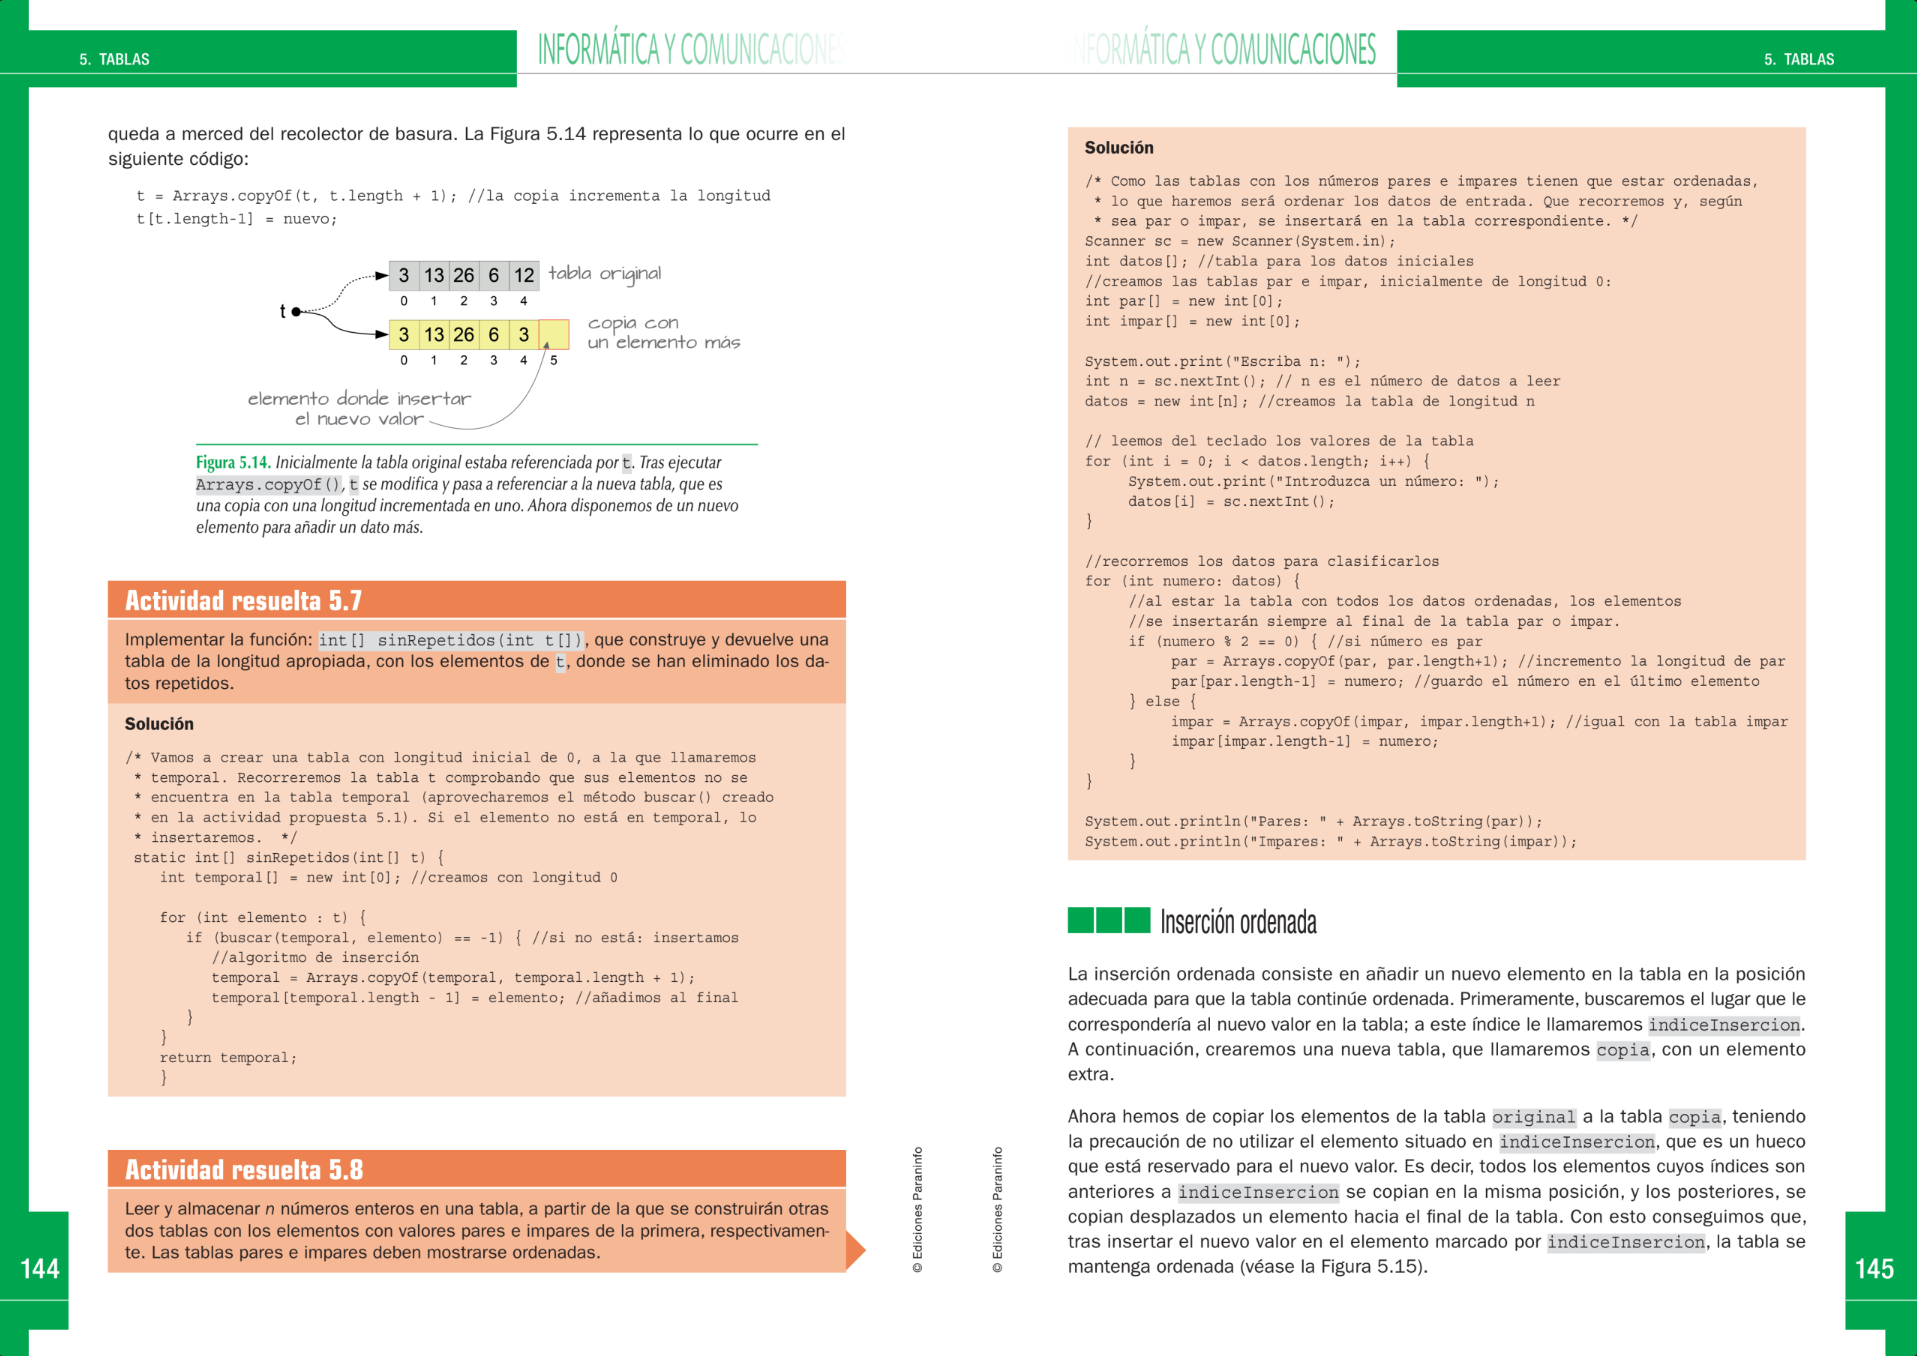 5. TABLAS
INFORMÁTICA Y COMUNICACIONES
queda a merced del recolector de basura. La Figura 5.14 representa lo que ocurre en el
siguiente código:
t = Arrays.copyOf(t, t.length + 1); //la copia incrementa la longitud
t[t.length-1] = nuevo;
3 13 26 6 12 tabla original
0 1 2 3 4
t
3 13 26 6 3
copia con
un elemento más
0 1 2 3 4 5
elemento donde insertar
el nuevo valor
Figura 5.14. Inicialmente la tabla original estaba referenciada por t. Tras ejecutar
Arrays.copyOf(), t se modifica y pasa a referenciar a la nueva tabla, que es
una copia con una longitud incrementada en uno. Ahora disponemos de un nuevo
elemento para añadir un dato más.
Actividad resuelta 5.7
Implementar la función: int[] sinRepetidos(int t[]), que construye y devuelve una
tabla de la longitud apropiada, con los elementos de t, donde se han eliminado los da-
tos repetidos.
Solución
/* Vamos a crear una tabla con longitud inicial de 0, a la que llamaremos
* temporal. Recorreremos la tabla t comprobando que sus elementos no se
* encuentra en la tabla temporal (aprovecharemos el método buscar() creado
* en la actividad propuesta 5.1). Si el elemento no está en temporal, lo
* insertaremos. */
static int[] sinRepetidos(int[] t) {
int temporal[] = new int[0]; //creamos con longitud 0
for (int elemento : t) {
if (buscar(temporal, elemento) == -1) { //si no está: insertamos
//algoritmo de inserción
temporal = Arrays.copyOf(temporal, temporal.length + 1);
temporal[temporal.length - 1] = elemento; //añadimos al final
}
}
return temporal;
}
Actividad resuelta 5.8
Leer y almacenar n números enteros en una tabla, a partir de la que se construirán otras
dos tablas con los elementos con valores pares e impares de la primera, respectivamen-
te. Las tablas pares e impares deben mostrarse ordenadas.
© Ediciones Paraninfo
144
INFORMÁTICA Y COMUNICACIONES
5. TABLAS
Solución
/* Como las tablas con los números pares e impares tienen que estar ordenadas,
* lo que haremos será ordenar los datos de entrada. Que recorremos y, según
* sea par o impar, se insertará en la tabla correspondiente. */
Scanner sc = new Scanner(System.in);
int datos[]; //tabla para los datos iniciales
//creamos las tablas par e impar, inicialmente de longitud 0:
int par[] = new int[0];
int impar[] = new int[0];
System.out.print("Escriba n: ");
int n = sc.nextInt(); // n es el número de datos a leer
datos = new int[n]; //creamos la tabla de longitud n
// leemos del teclado los valores de la tabla
for (int i = 0; i < datos.length; i++) {
System.out.print("Introduzca un número: ");
datos[i] = sc.nextInt();
}
//recorremos los datos para clasificarlos
for (int numero: datos) {
//al estar la tabla con todos los datos ordenadas, los elementos
//se insertarán siempre al final de la tabla par o impar.
if (numero % 2 == 0) { //si número es par
par = Arrays.copyOf(par, par.length+1); //incremento la longitud de par
par[par.length-1] = numero; //guardo el número en el último elemento
} else {
impar = Arrays.copyOf(impar, impar.length+1); //igual con la tabla impar
impar[impar.length-1] = numero;
}
}
System.out.println("Pares: " + Arrays.toString(par));
System.out.println("Impares: " + Arrays.toString(impar));
Inserción ordenada
La inserción ordenada consiste en añadir un nuevo elemento en la tabla en la posición
adecuada para que la tabla continúe ordenada. Primeramente, buscaremos el lugar que le
correspondería al nuevo valor en la tabla; a este índice le llamaremos indiceInsercion.
A continuación, crearemos una nueva tabla, que llamaremos copia, con un elemento
extra.
Ahora hemos de copiar los elementos de la tabla original a la tabla copia, teniendo
la precaución de no utilizar el elemento situado en indiceInsercion, que es un hueco
que está reservado para el nuevo valor. Es decir, todos los elementos cuyos índices son
anteriores a indiceInsercion se copian en la misma posición, y los posteriores, se
copian desplazados un elemento hacia el final de la tabla. Con esto conseguimos que,
tras insertar el nuevo valor en el elemento marcado por indiceInsercion, la tabla se
mantenga ordenada (véase la Figura 5.15).
© Ediciones Paraninfo
145